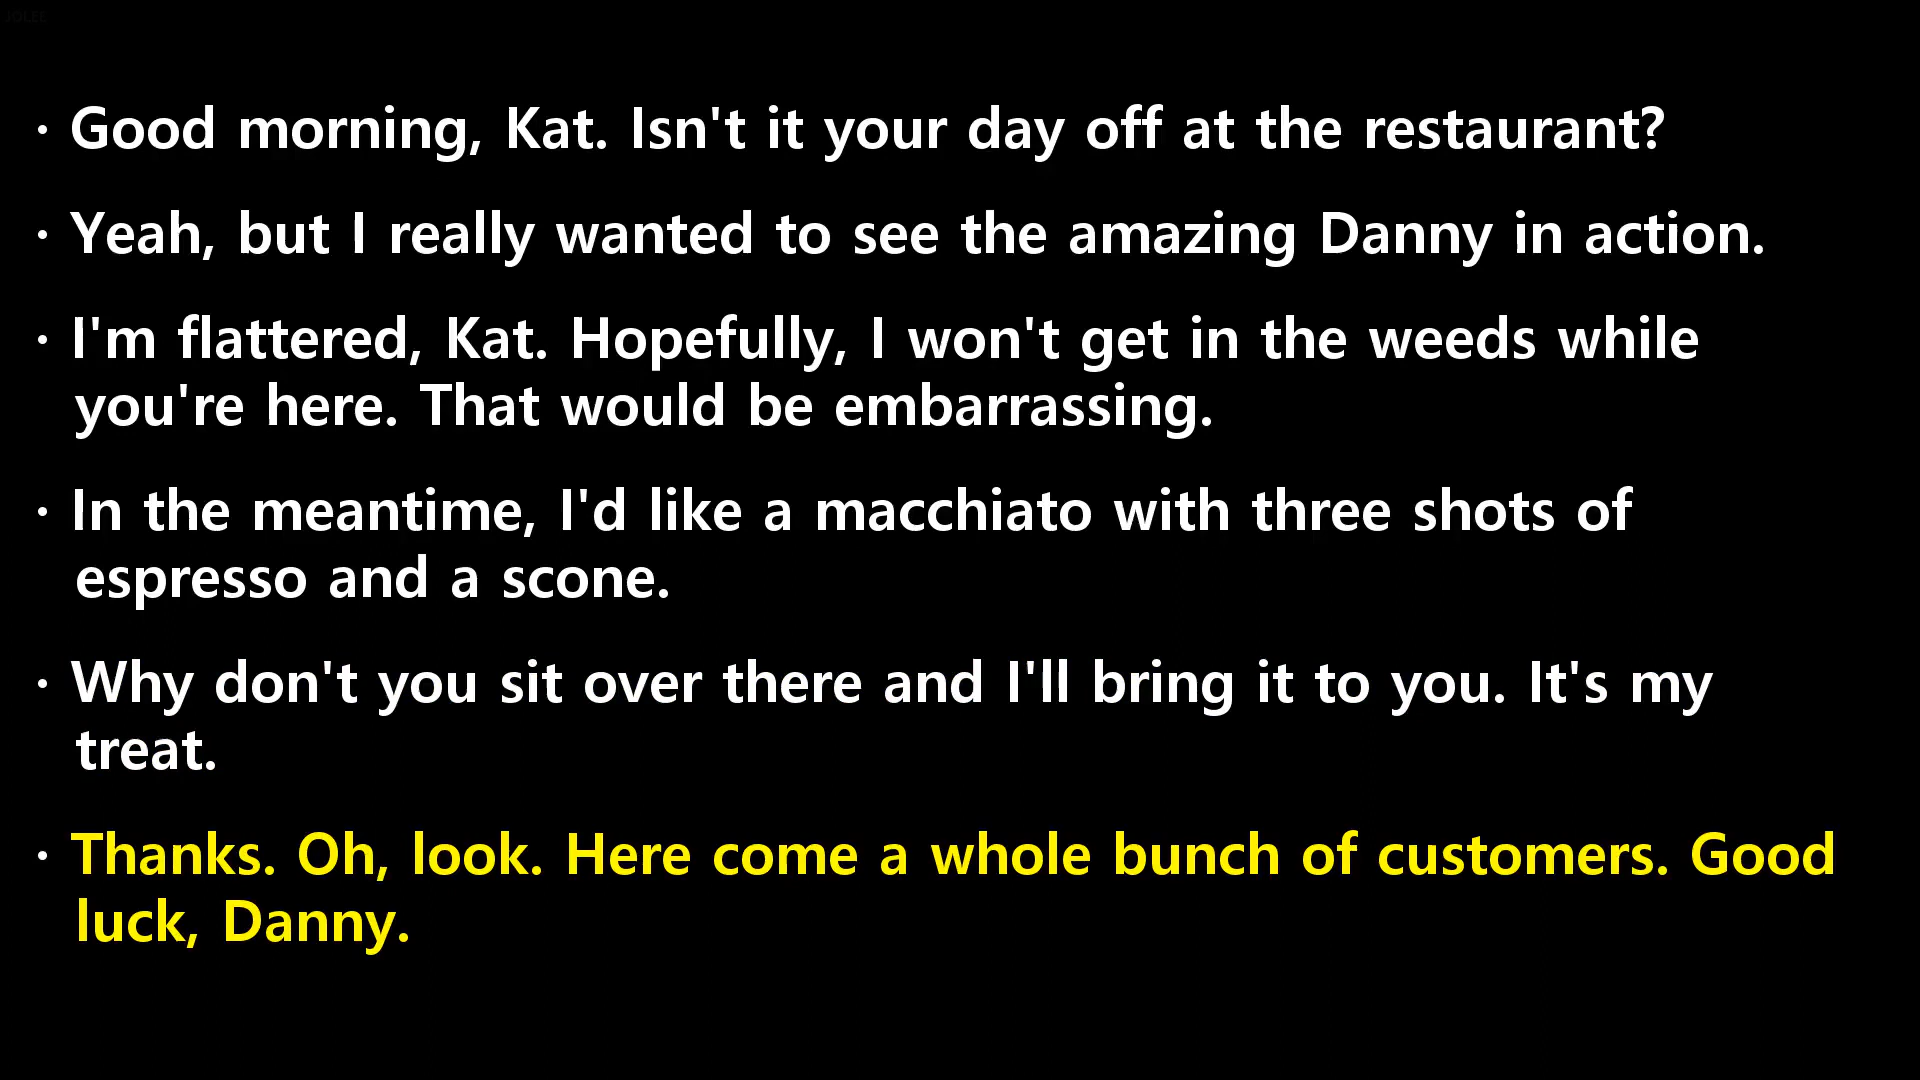 JOLEE
· Good morning, Kat. Isn't it your day off at the restaurant?
· Yeah, but I really wanted to see the amazing Danny in action.
· I'm flattered, Kat. Hopefully, I won't get in the weeds while
you're here. That would be embarrassing.
· In the meantime, I'd like a macchiato with three shots of
espresso and a scone.
· Why don't you sit over there and I'll bring it to you. It's my
treat.
· Thanks. Oh, look. Here come a whole bunch of customers. Good
luck, Danny.